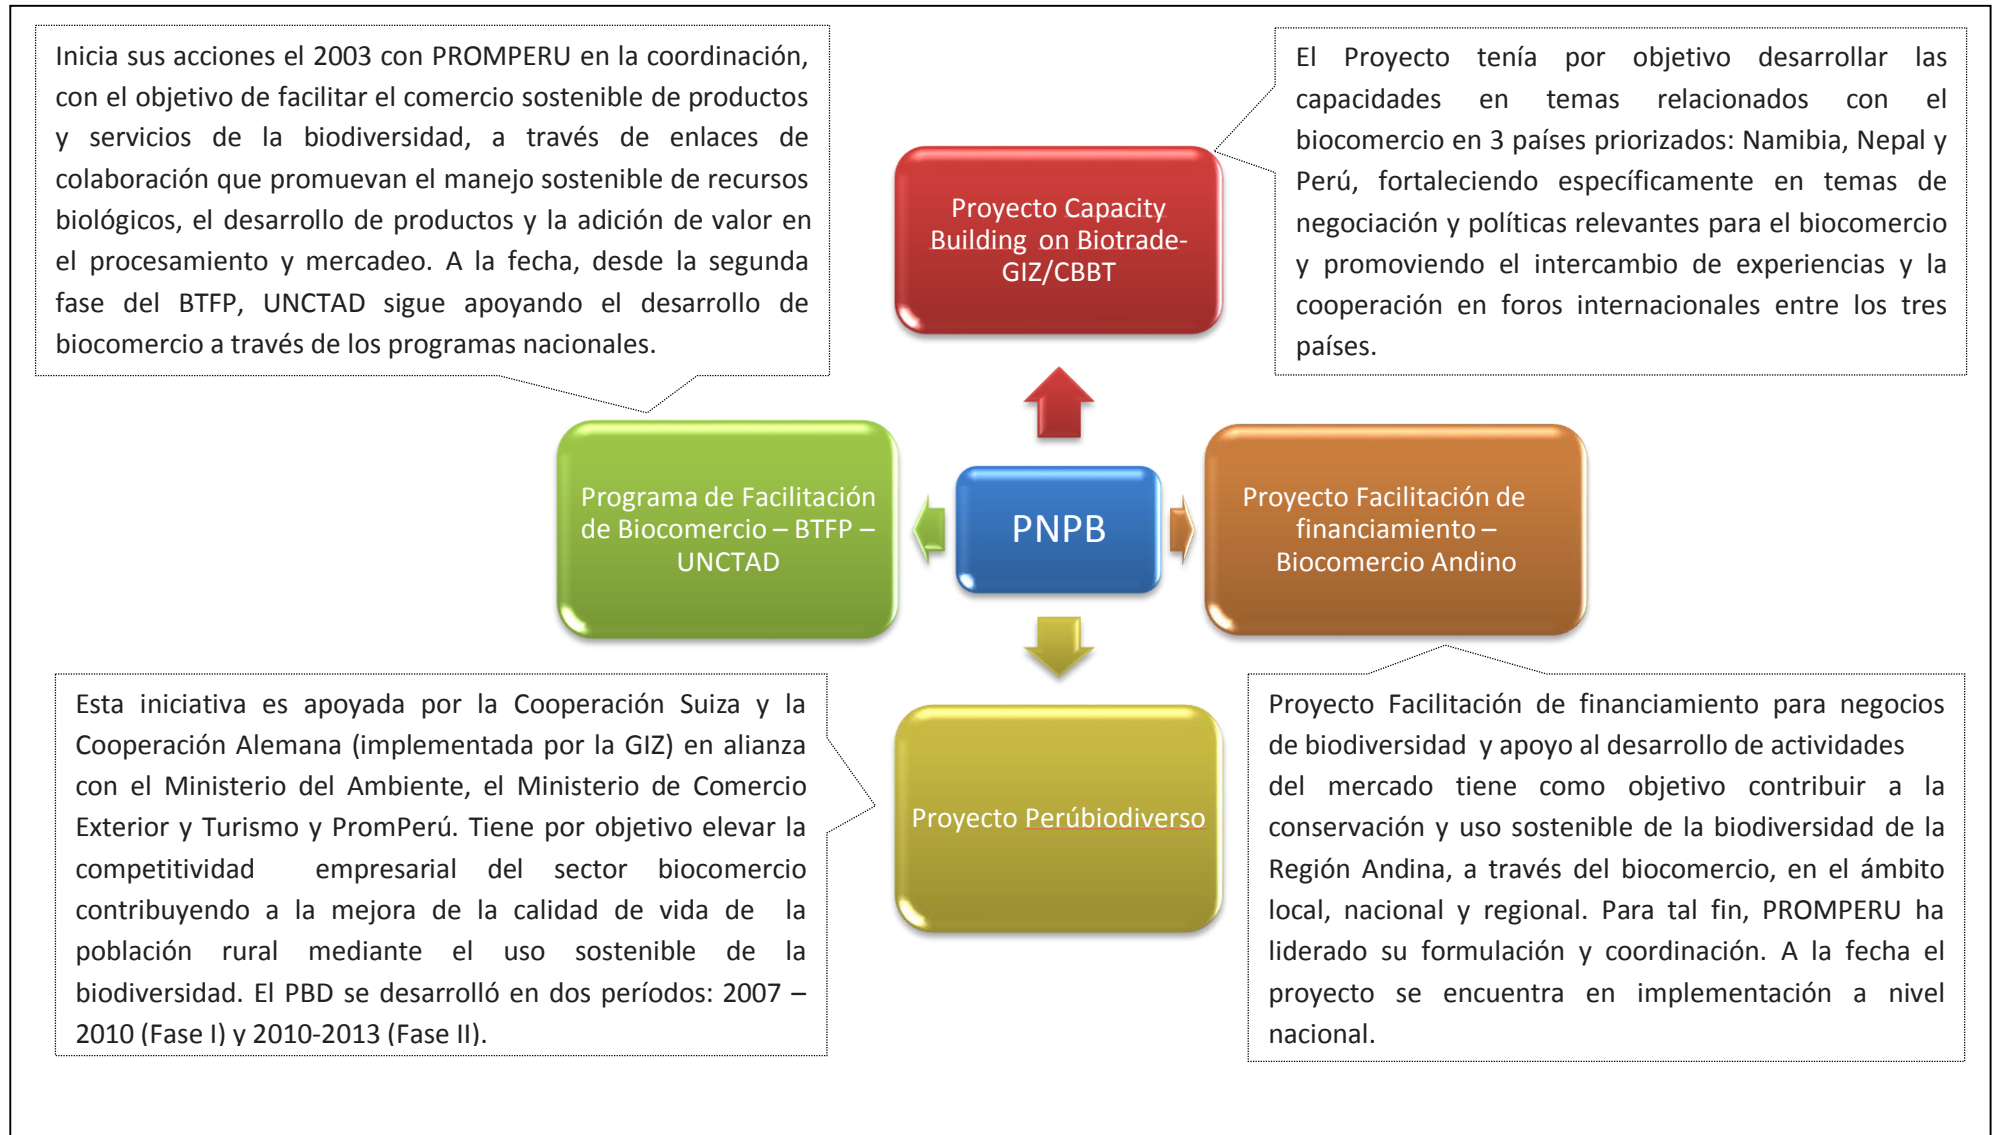 Inicia sus acciones el 2003 con PROMPERU en la coordinación,
con el objetivo de facilitar el comercio sostenible de productos
y servicios de la biodiversidad, a través de enlaces de
colaboración que promuevan el manejo sostenible de recursos
biológicos, el desarrollo de productos y la adición de valor en
el procesamiento y mercadeo. A la fecha, desde la segunda
fase del BTFP, UNCTAD sigue apoyando el desarrollo de
biocomercio a través de los programas nacionales.
El Proyecto tenía por objetivo desarrollar las
capacidades en temas relacionados con el
biocomercio en 3 países priorizados: Namibia, Nepal y
Perú, fortaleciendo específicamente en temas de
negociación y políticas relevantes para el biocomercio
y promoviendo el intercambio de experiencias y la
cooperación en foros internacionales entre los tres
países.
Proyecto Capacity
Building on Biotrade-
GIZ/CBBT
Programa de Facilitación
de Biocomercio – BTFP –
UNCTAD
PNPB
Proyecto Facilitación de
financiamiento –
Biocomercio Andino
Proyecto Perúbiodiverso
Esta iniciativa es apoyada por la Cooperación Suiza y la
Cooperación Alemana (implementada por la GIZ) en alianza
con el Ministerio del Ambiente, el Ministerio de Comercio
Exterior y Turismo y PromPerú. Tiene por objetivo elevar la
competitividad empresarial del sector biocomercio
contribuyendo a la mejora de la calidad de vida de la
población rural mediante el uso sostenible de la
biodiversidad. El PBD se desarrolló en dos períodos: 2007 –
2010 (Fase I) y 2010-2013 (Fase II).
Proyecto Facilitación de financiamiento para negocios
de biodiversidad y apoyo al desarrollo de actividades
del mercado tiene como objetivo contribuir a la
conservación y uso sostenible de la biodiversidad de la
Región Andina, a través del biocomercio, en el ámbito
local, nacional y regional. Para tal fin, PROMPERU ha
liderado su formulación y coordinación. A la fecha el
proyecto se encuentra en implementación a nivel
nacional.